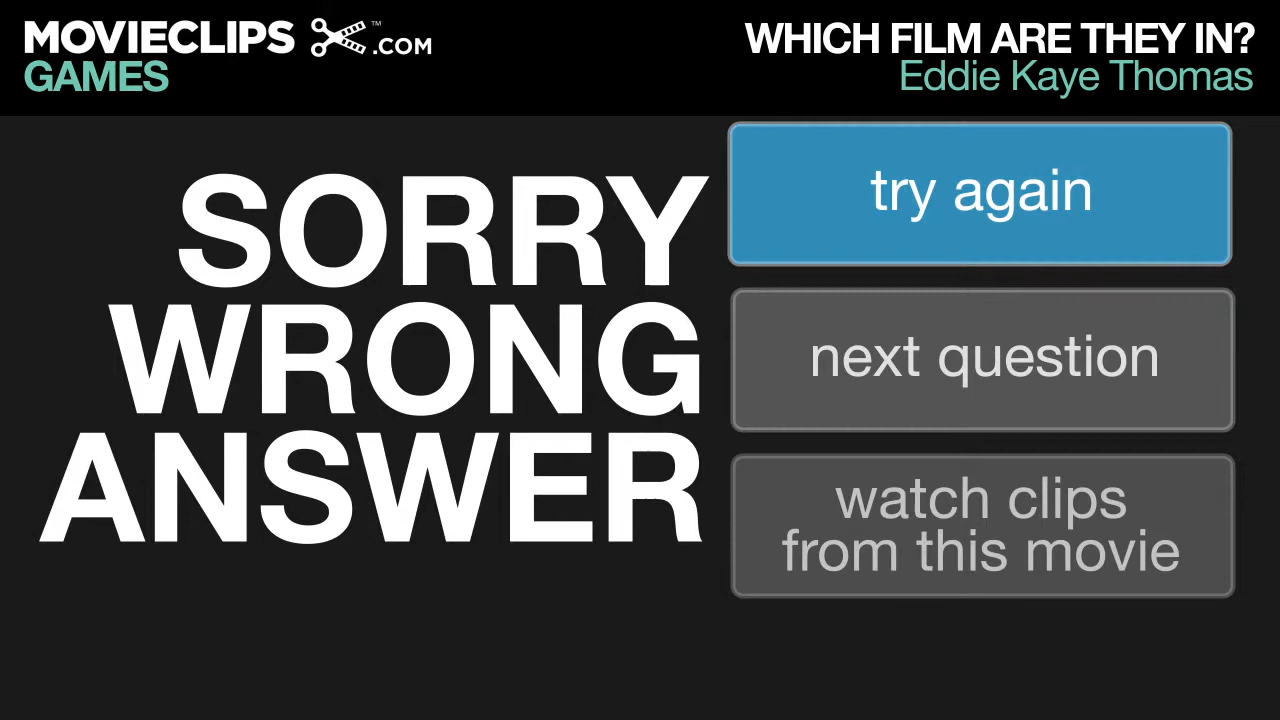 MOVIECLIPS™.COM
GAMES
WHICH FILM ARE THEY IN?
Eddie Kaye Thomas
SORRY
WRONG
ANSWER
try again
next question
watch clips
from this movie